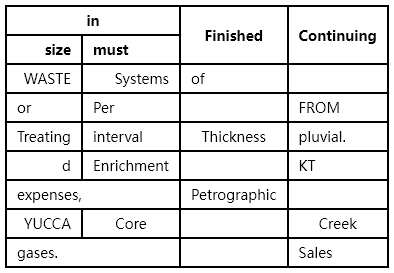 in Finished Continuing
size must
WASTE Systems of
or Per FROM
Treating interval Thickness pluvial.
d Enrichment KT
expenses, Petrographic
YUCCA Core Creek
gases. Sales